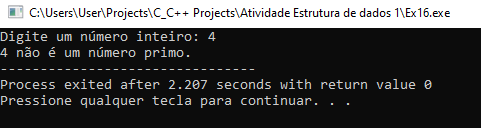 C:\Users\User\Projects\C_C++ Projects\Atividade Estrutura de dados 1\Ex16.exe
Digite um número inteiro: 4
4 não é um número primo.
--------------------------------
Process exited after 2.207 seconds with return value 0
Pressione qualquer tecla para continuar. . .